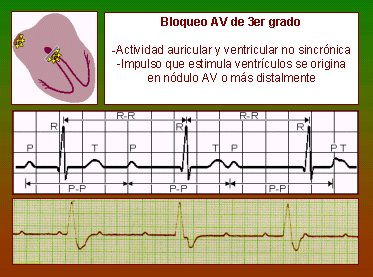 Bloqueo AV de 3er grado
-Actividad auricular y ventricular no sincrónica
-Impulso que estimula ventrículos se origina
en nódulo AV o más distalmente
R-R R-R
R R R
P T P T P P T
P-P P-P P-P